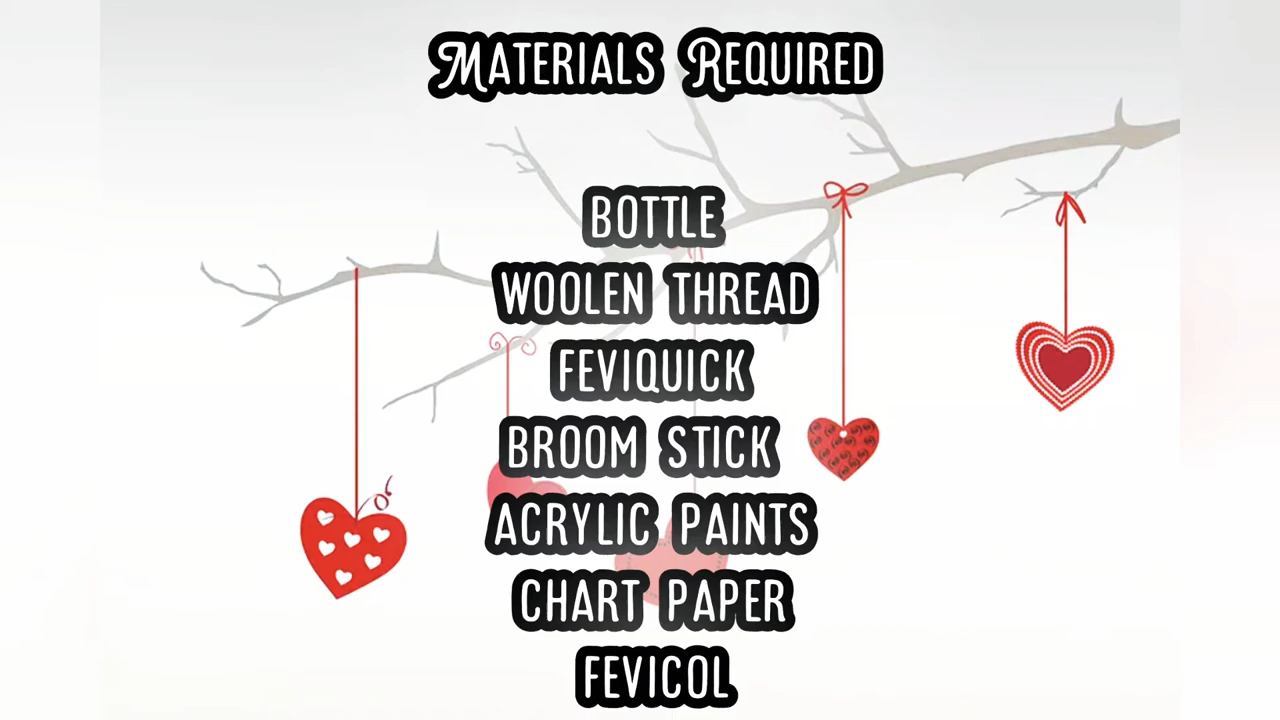 Materials Required
BOTTLE
WOOLEN THREAD
FEVIQUICK
BROOM STICK
ACRYLIC PAINTS
CHART PAPER
FEVICOL